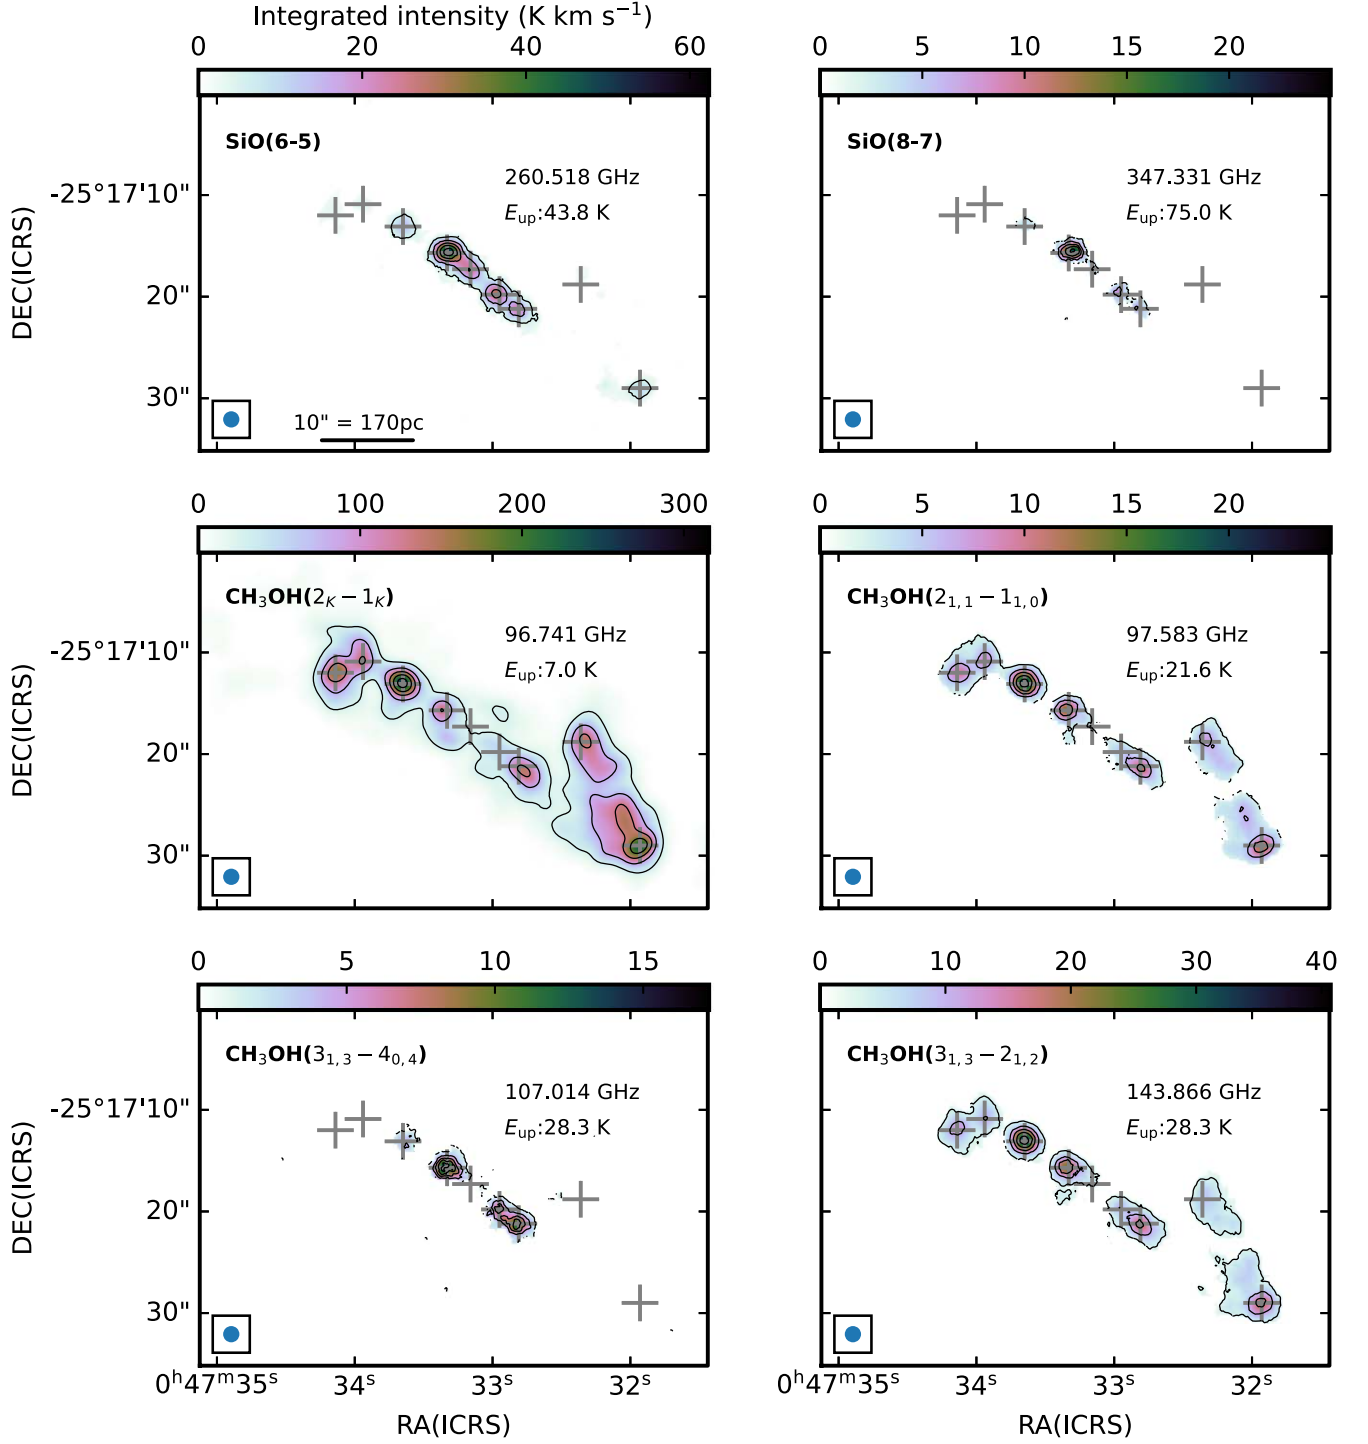 Integrated intensity (K km s⁻¹)
0 20 40 60
0 5 10 15 20
SiO(6-5)
260.518 GHz
E_up:43.8 K
SiO(8-7)
347.331 GHz
E_up:75.0 K
-25°17'10"
20"
30"
DEC(ICRS)
10" = 170pc
0 100 200 300
0 5 10 15 20
CH₃OH(2_K − 1_K)
96.741 GHz
E_up:7.0 K
CH₃OH(2₁,₁ − 1₁,₀)
97.583 GHz
E_up:21.6 K
-25°17'10"
20"
30"
DEC(ICRS)
0 5 10 15
0 10 20 30 40
CH₃OH(3₁,₃ − 4₀,₄)
107.014 GHz
E_up:28.3 K
CH₃OH(3₁,₃ − 2₁,₂)
143.866 GHz
E_up:28.3 K
-25°17'10"
20"
30"
DEC(ICRS)
0ʰ47ᵐ35ˢ 34ˢ 33ˢ 32ˢ
0ʰ47ᵐ35ˢ 34ˢ 33ˢ 32ˢ
RA(ICRS)
RA(ICRS)